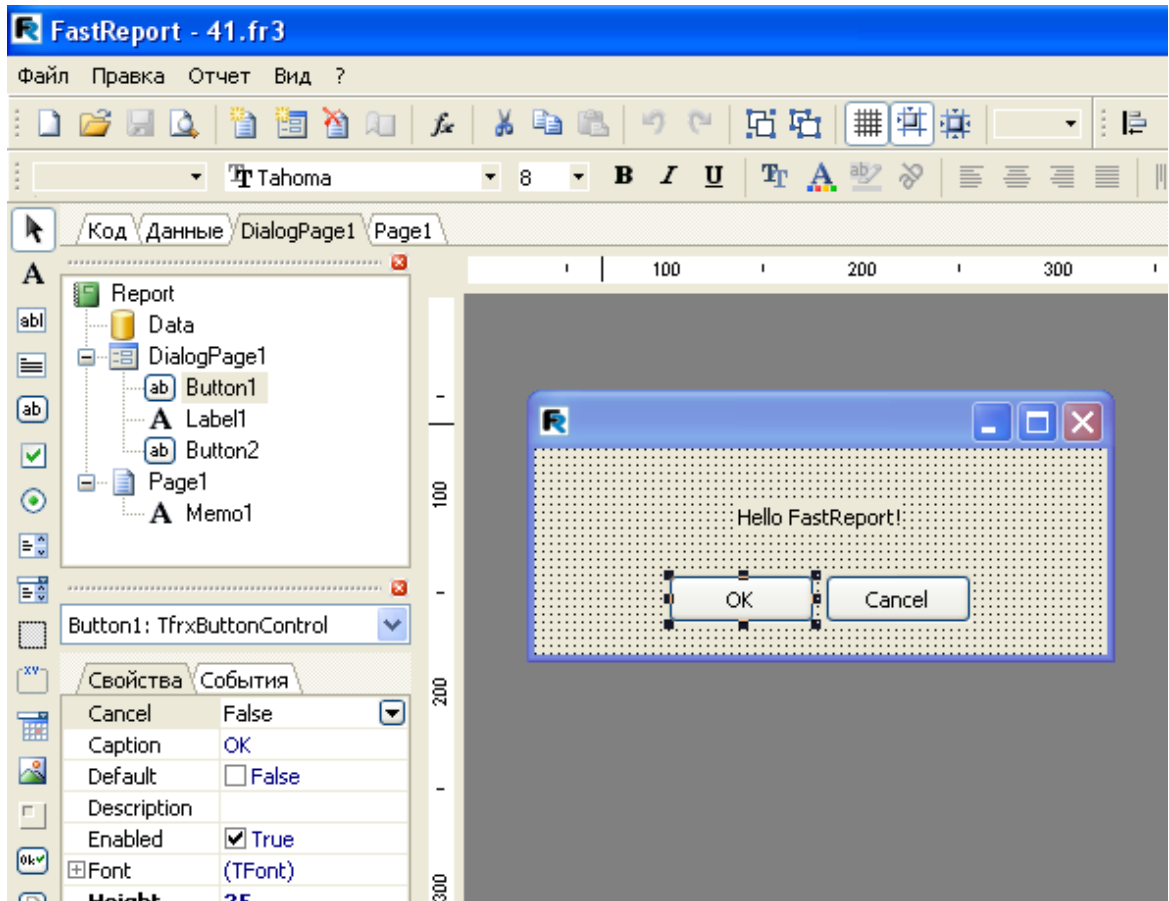 FastReport - 41.fr3
Файл Правка Отчет Вид ?
Tahoma 8 B I U
Код Данные DialogPage1 Page1
100 200 300
Report
Data
DialogPage1
Button1
Label1
Button2
Page1
Memo1
100
200
300
Hello FastReport!
OK Cancel
Button1: TfrxButtonControl
Свойства События
Cancel False
Caption OK
Default False
Description
Enabled True
Font (TFont)
Height 25